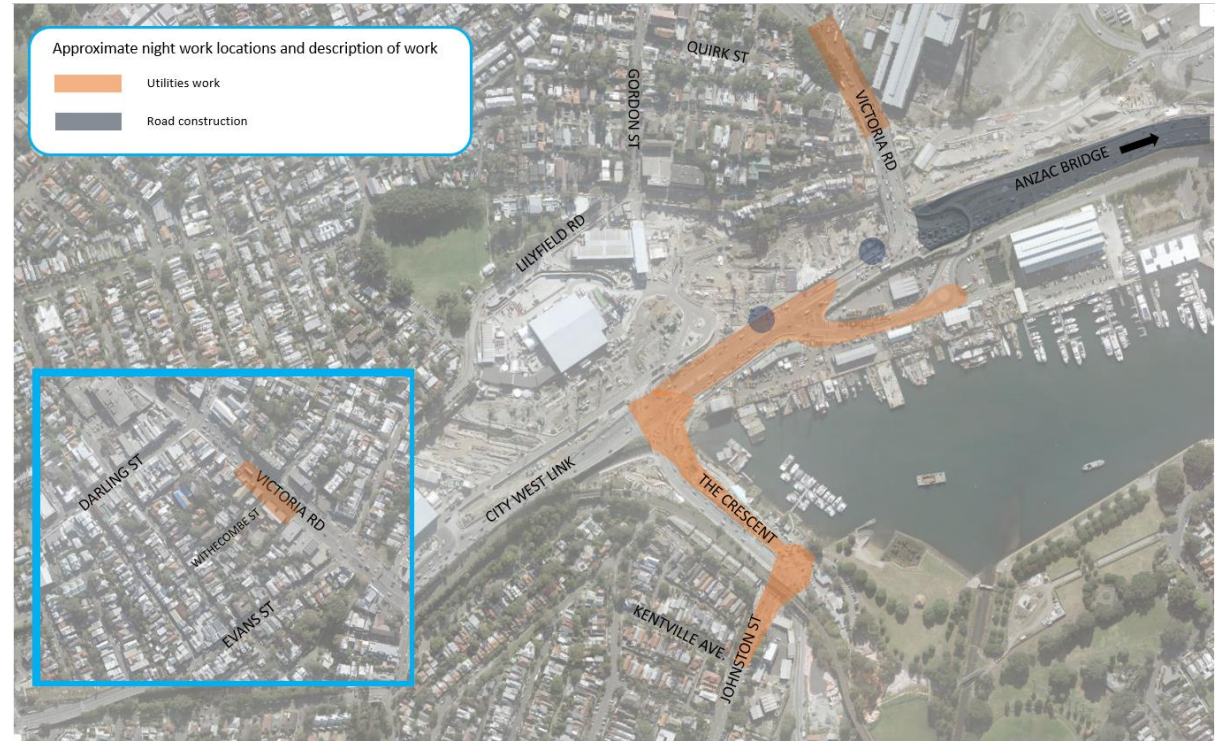 Approximate night work locations and description of work
Utilities work
Road construction
QUIRK ST
GORDON ST
VICTORIA RD
ANZAC BRIDGE
LILYFIELD RD
CITY WEST LINK
THE CRESCENT
KENTVILLE AVE.
JOHNSTON ST
DARLING ST
VICTORIA RD
WITHECOMBE ST
EVANS ST